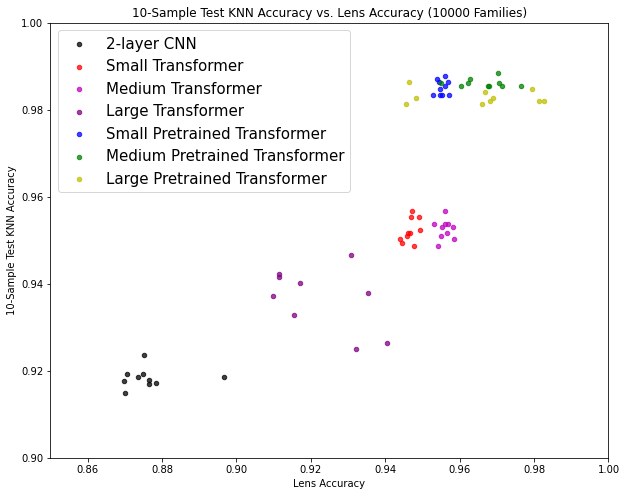 10-Sample Test KNN Accuracy vs. Lens Accuracy (10000 Families)
1.00
0.98
0.96
0.94
0.92
0.90
10-Sample Test KNN Accuracy
2-layer CNN
Small Transformer
Medium Transformer
Large Transformer
Small Pretrained Transformer
Medium Pretrained Transformer
Large Pretrained Transformer
0.86 0.88 0.90 0.92 0.94 0.96 0.98 1.00
Lens Accuracy